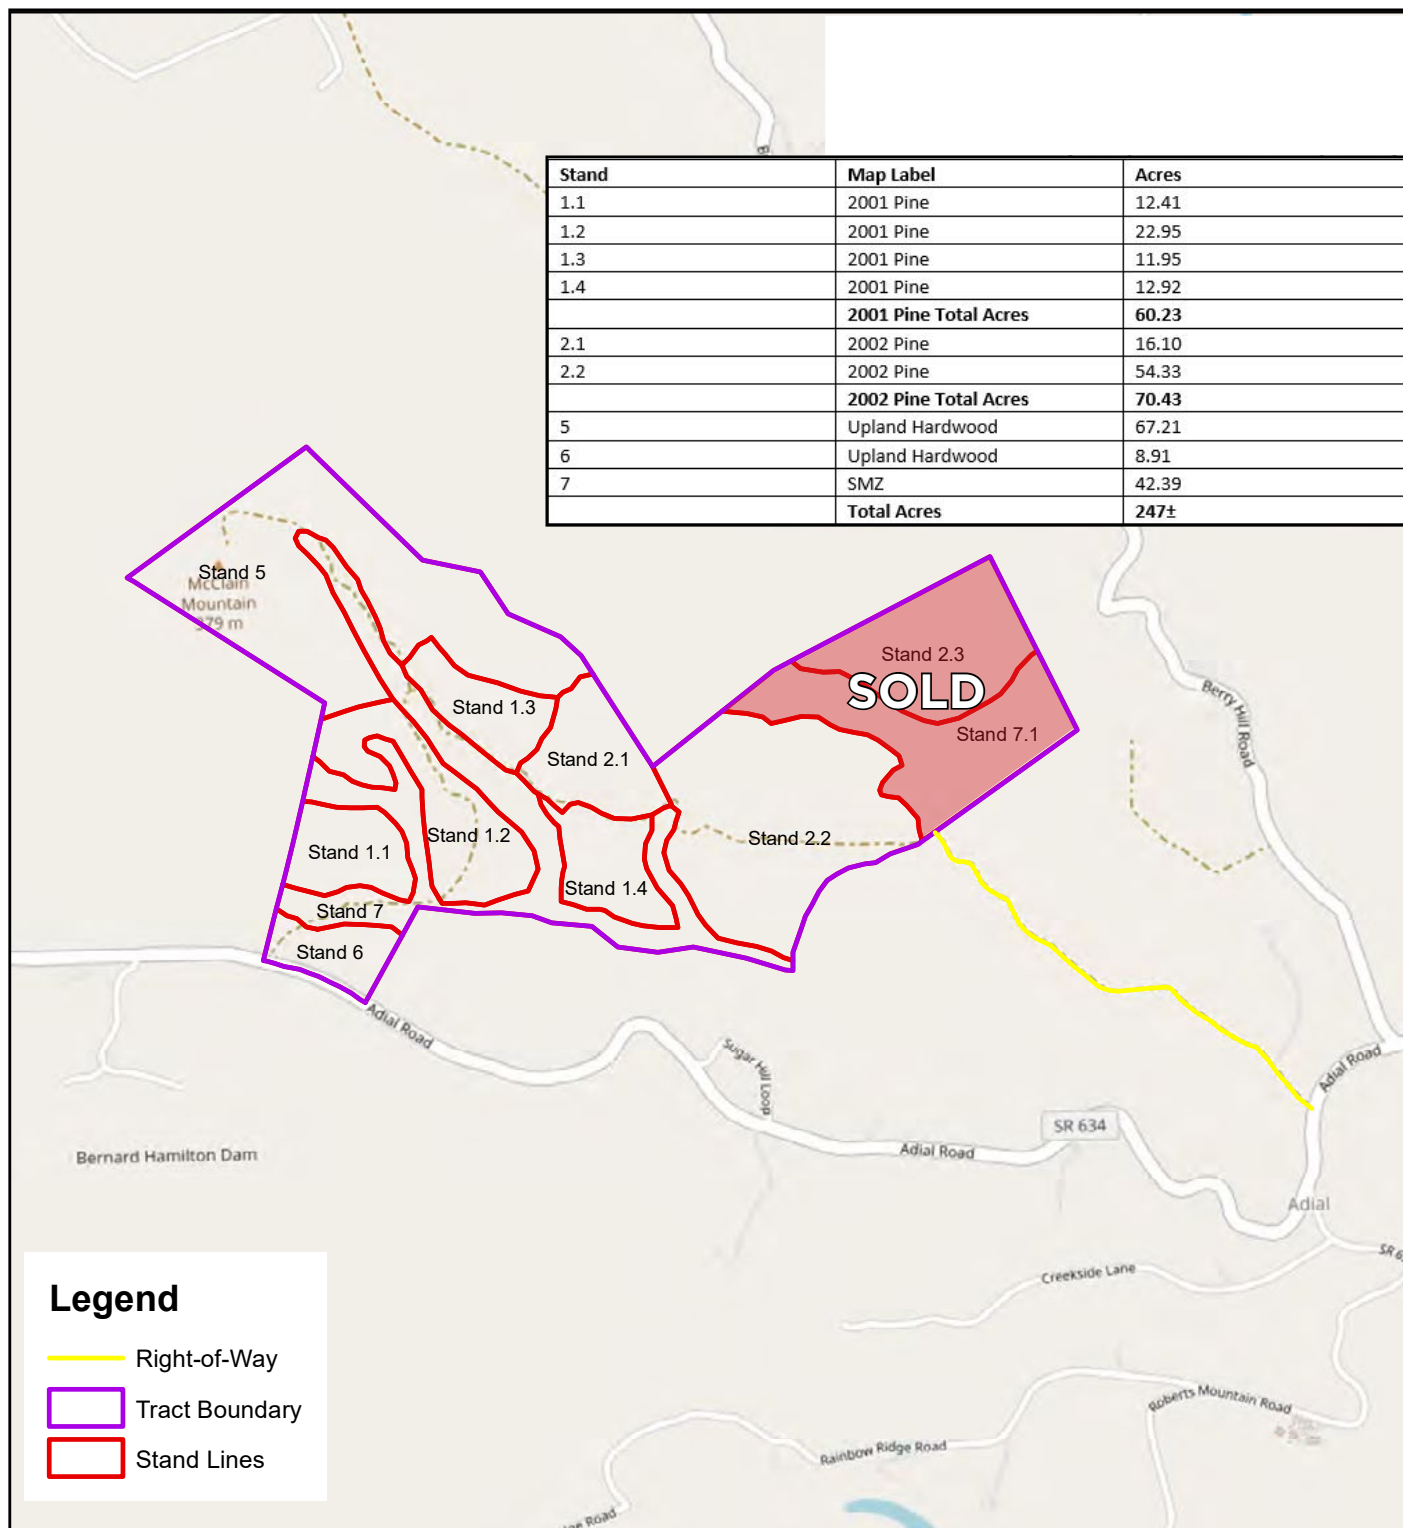 Stand Map Label Acres
1.1 2001 Pine 12.41
1.2 2001 Pine 22.95
1.3 2001 Pine 11.95
1.4 2001 Pine 12.92
2001 Pine Total Acres 60.23
2.1 2002 Pine 16.10
2.2 2002 Pine 54.33
2002 Pine Total Acres 70.43
5 Upland Hardwood 67.21
6 Upland Hardwood 8.91
7 SMZ 42.39
Total Acres 247±
Stand 5
McClain
Mountain
979 m
Stand 2.3
SOLD
Stand 7.1
Berry Hill Road
Stand 1.3
Stand 2.1
Stand 1.2
Stand 2.2
Stand 1.1
Stand 1.4
Stand 7
Stand 6
Adial Road
Sugar Hill Loop
Adial Road
SR 634
Adial Road
Bernard Hamilton Dam
Adial
SR 6
Creekside Lane
Roberts Mountain Road
Rainbow Ridge Road
Road
Legend
Right-of-Way
Tract Boundary
Stand Lines